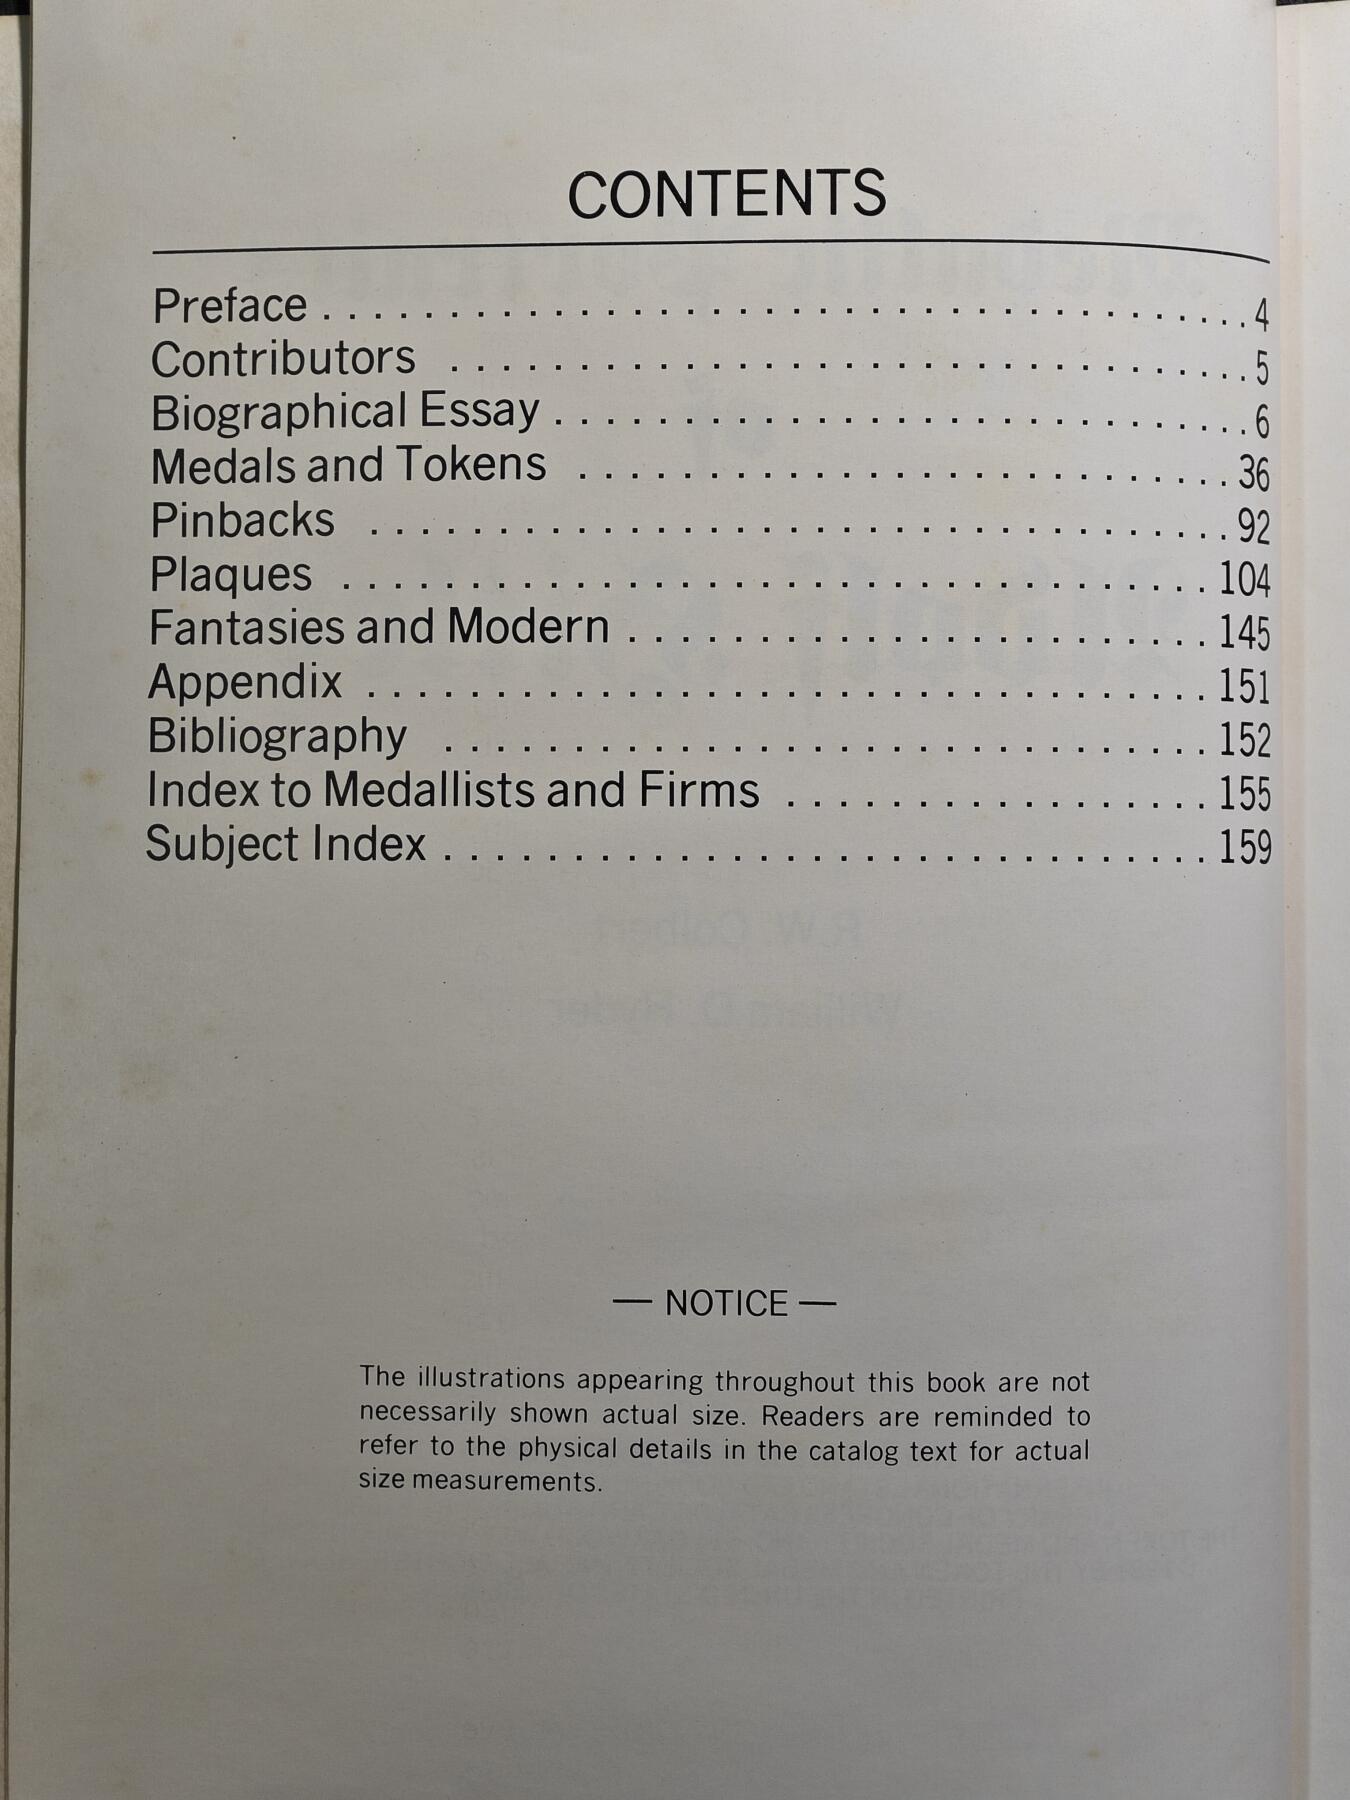 CONTENTS
Preface . . . . . . . . . . . . . . . . . . . . . . . . . . . . . . . . . . . . 4
Contributors . . . . . . . . . . . . . . . . . . . . . . . . . . . . . . . 5
Biographical Essay . . . . . . . . . . . . . . . . . . . . . . . . . . . 6
Medals and Tokens . . . . . . . . . . . . . . . . . . . . . . . . . . 36
Pinbacks . . . . . . . . . . . . . . . . . . . . . . . . . . . . . . . . . . 92
Plaques . . . . . . . . . . . . . . . . . . . . . . . . . . . . . . . . . . 104
Fantasies and Modern . . . . . . . . . . . . . . . . . . . . . . . 145
Appendix . . . . . . . . . . . . . . . . . . . . . . . . . . . . . . . . . 151
Bibliography . . . . . . . . . . . . . . . . . . . . . . . . . . . . . . 152
Index to Medallists and Firms . . . . . . . . . . . . . . . . . 155
Subject Index . . . . . . . . . . . . . . . . . . . . . . . . . . . . . . 159
R.W. Colbert
William D. Hyder
— NOTICE —
The illustrations appearing throughout this book are not
necessarily shown actual size. Readers are reminded to
refer to the physical details in the catalog text for actual
size measurements.